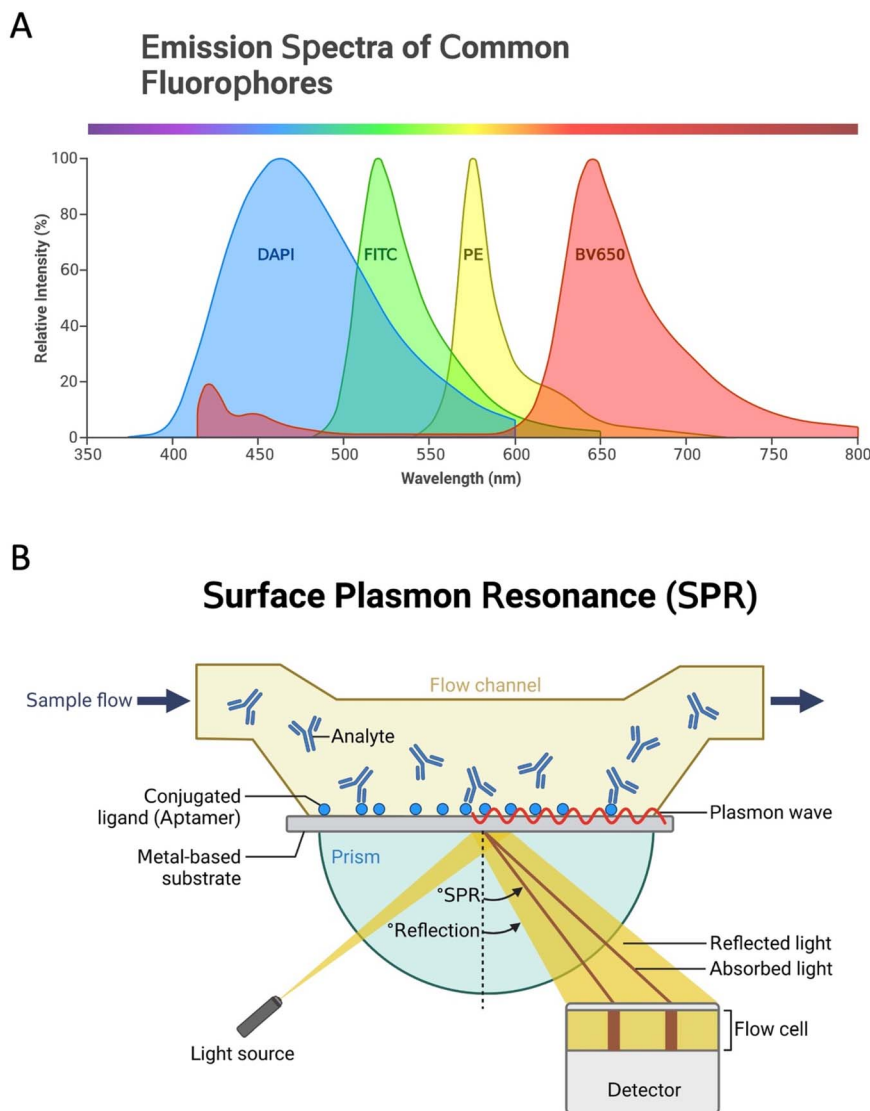 A
Emission Spectra of Common
Fluorophores
100
80
60
40
20
0
Relative Intensity (%)
DAPI
FITC
PE
BV650
350 400 450 500 550 600 650 700 750 800
Wavelength (nm)
B
Surface Plasmon Resonance (SPR)
Sample flow
Flow channel
Analyte
Conjugated
ligand (Aptamer)
Plasmon wave
Metal-based
substrate
Prism
°SPR
°Reflection
Reflected light
Absorbed light
Light source
Flow cell
Detector